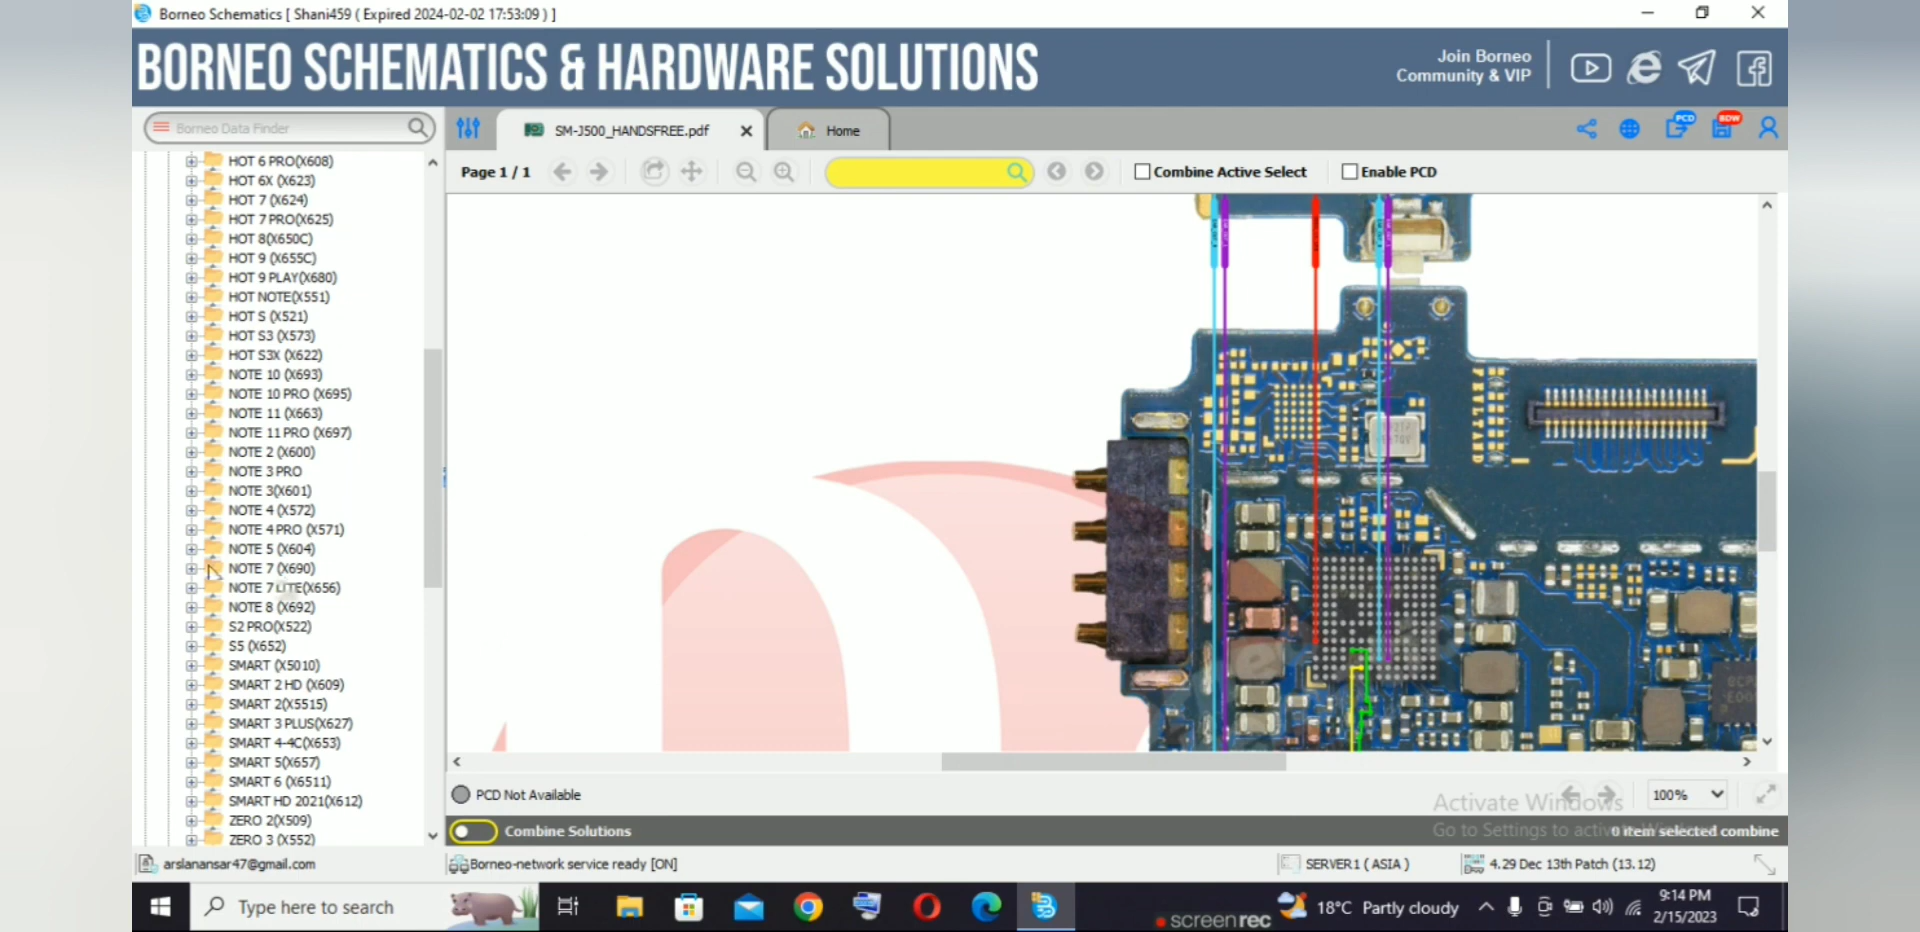 Borneo Schematics [ Shani459 ( Expired 2024-02-02 17:53:09 ) ]
BORNEO SCHEMATICS & HARDWARE SOLUTIONS
Join Borneo
Community & VIP
Borneo Data Finder
SM-J500_HANDSFREE.pdf
Home
PCD
BDW
Page 1 / 1
Combine Active Select
Enable PCD
HOT 6 PRO(X608)
HOT 6X (X623)
HOT 7 (X624)
HOT 7 PRO(X625)
HOT 8(X650C)
HOT 9 (X655C)
HOT 9 PLAY(X680)
HOT NOTE(X551)
HOT S (X521)
HOT S3 (X573)
HOT S3X (X622)
NOTE 10 (X693)
NOTE 10 PRO (X695)
NOTE 11 (X663)
NOTE 11 PRO (X697)
NOTE 2 (X600)
NOTE 3 PRO
NOTE 3(X601)
NOTE 4 (X572)
NOTE 4 PRO (X571)
NOTE 5 (X604)
NOTE 7 (X690)
NOTE 7 LITE(X656)
NOTE 8 (X692)
S2 PRO(X522)
S5 (X652)
SMART (X5010)
SMART 2 HD (X609)
SMART 2(X5515)
SMART 3 PLUS(X627)
SMART 4-4C(X653)
SMART 5(X657)
SMART 6 (X6511)
SMART HD 2021(X612)
ZERO 2(X509)
ZERO 3 (X552)
PCD Not Available
100%
Activate Windows
Go to Settings to activate Windows.
Combine Solutions
0 item selected combine
arslanansar47@gmail.com
Borneo-network service ready [ON]
SERVER1 ( ASIA )
4.29 Dec 13th Patch (13.12)
Type here to search
screenrec
18°C Partly cloudy
9:14 PM
2/15/2023